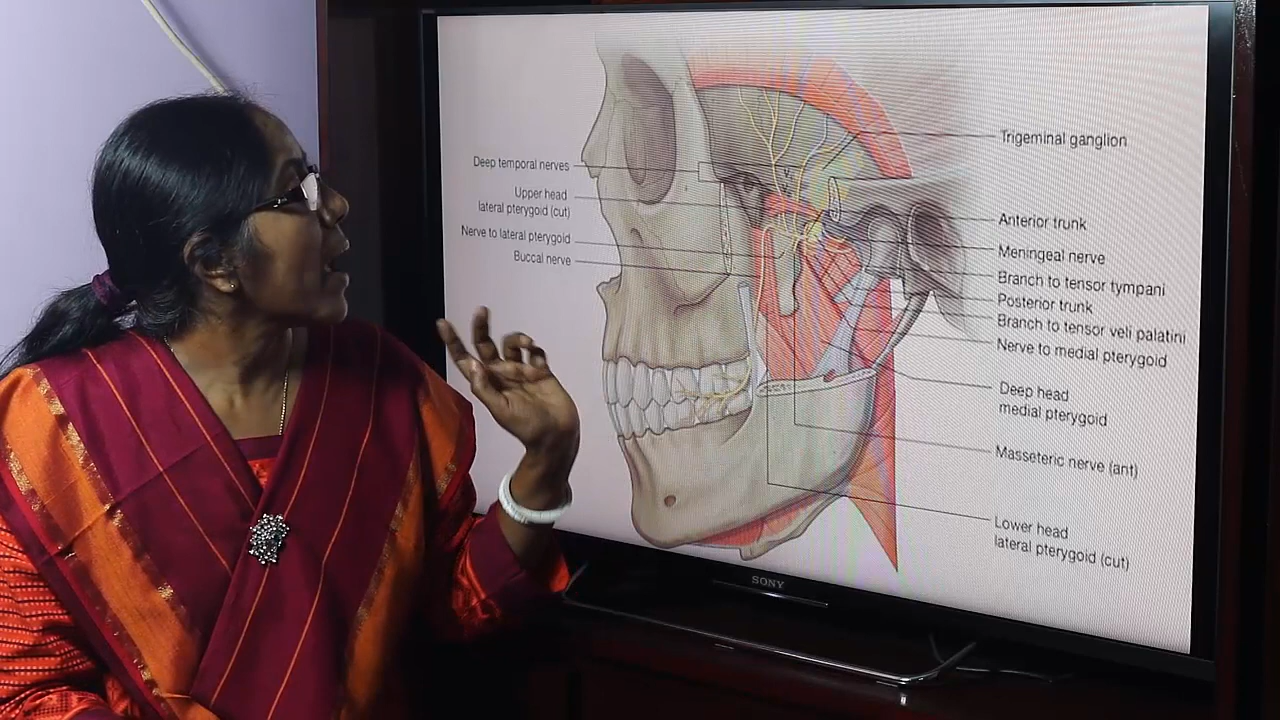 Deep temporal nerves
Upper head
lateral pterygoid (cut)
Nerve to lateral pterygoid
Buccal nerve
Trigeminal ganglion
Anterior trunk
Meningeal nerve
Branch to tensor tympani
Posterior trunk
Branch to tensor veli palatini
Nerve to medial pterygoid
Deep head
medial pterygoid
Masseteric nerve (ant)
Lower head
lateral pterygoid (cut)
SONY